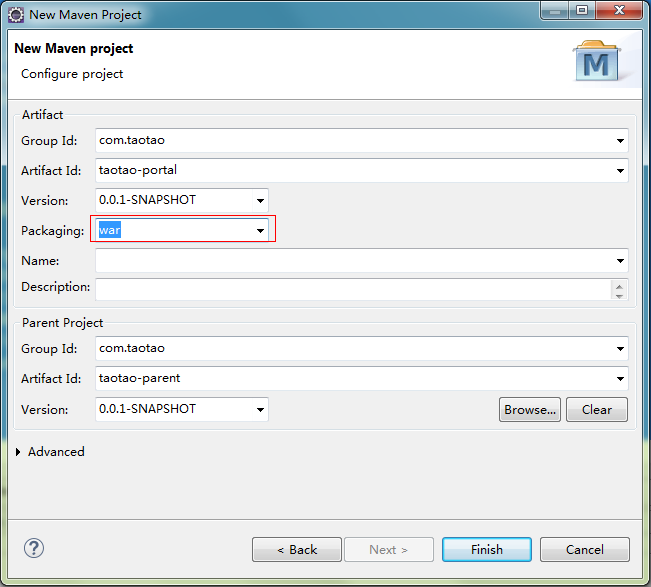 New Maven Project
New Maven project
Configure project
M
Artifact
Group Id: com.taotao
Artifact Id: taotao-portal
Version: 0.0.1-SNAPSHOT
Packaging: war
Name:
Description:
Parent Project
Group Id: com.taotao
Artifact Id: taotao-parent
Version: 0.0.1-SNAPSHOT Browse... Clear
Advanced
? < Back Next > Finish Cancel